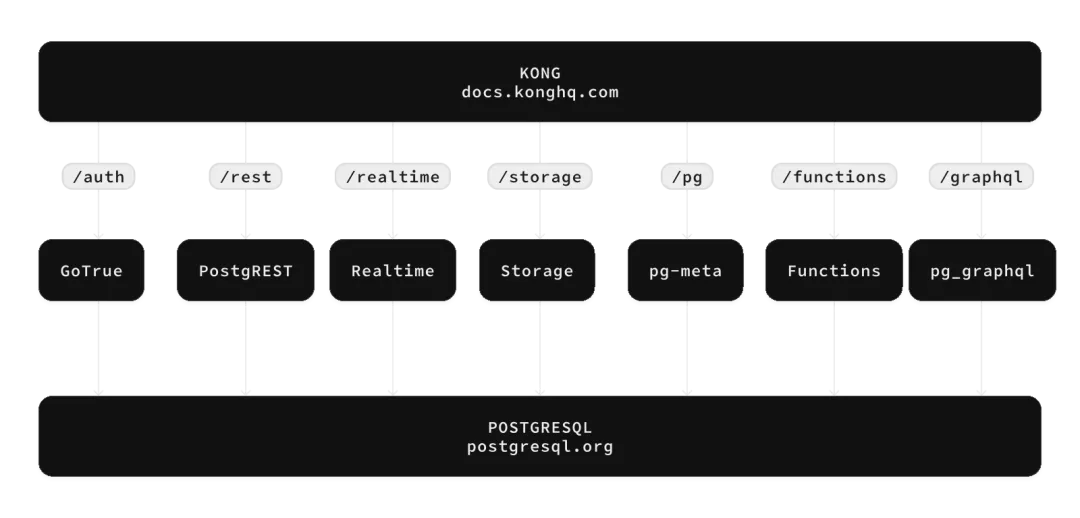 KONG
docs.konghq.com
/auth
/rest
/realtime
/storage
/pg
/functions
/graphql
GoTrue
PostgREST
Realtime
Storage
pg-meta
Functions
pg_graphql
POSTGRESQL
postgresql.org